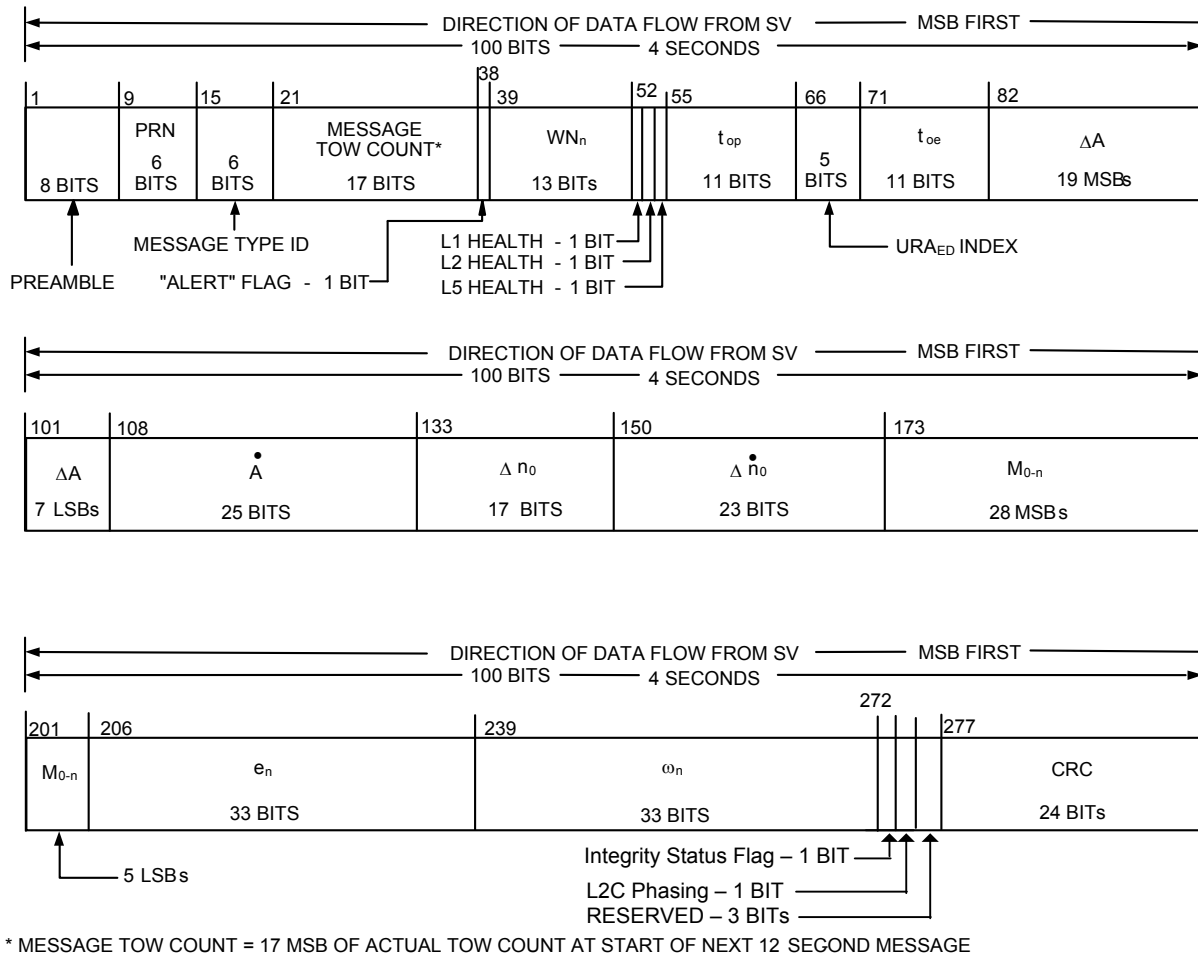 DIRECTION OF DATA FLOW FROM SV MSB FIRST
100 BITS 4 SECONDS
1 9 15 21 38 39 52 55 66 71 82
8 BITS
PRN
6
BITS
6
BITS
MESSAGE
TOW COUNT*
17 BITS
WNn
13 BITs
top
11 BITS
5
BITS
toe
11 BITS
ΔA
19 MSBs
PREAMBLE
MESSAGE TYPE ID
"ALERT" FLAG - 1 BIT
L1 HEALTH - 1 BIT
L2 HEALTH - 1 BIT
L5 HEALTH - 1 BIT
URAED INDEX
DIRECTION OF DATA FLOW FROM SV MSB FIRST
100 BITS 4 SECONDS
101 108 133 150 173
ΔA
7 LSBs
Ȧ
25 BITS
Δ n0
17 BITS
Δ ṅ0
23 BITS
M0-n
28 MSBs
DIRECTION OF DATA FLOW FROM SV MSB FIRST
100 BITS 4 SECONDS
201 206 239 272 277
M0-n
en
33 BITS
ωn
33 BITS
CRC
24 BITs
5 LSBs
Integrity Status Flag – 1 BIT
L2C Phasing – 1 BIT
RESERVED – 3 BITs
* MESSAGE TOW COUNT = 17 MSB OF ACTUAL TOW COUNT AT START OF NEXT 12 SECOND MESSAGE